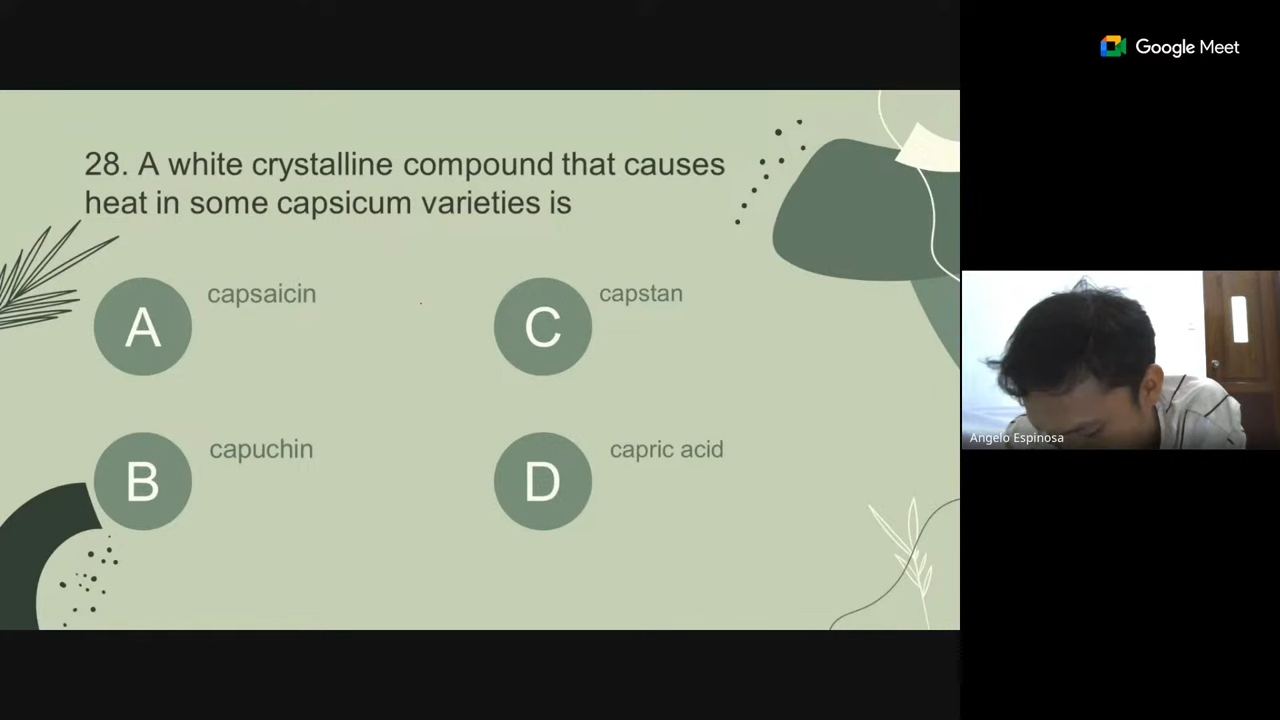 Google Meet
28. A white crystalline compound that causes
heat in some capsicum varieties is
A
capsaicin
C
capstan
B
capuchin
D
capric acid
Angelo Espinosa